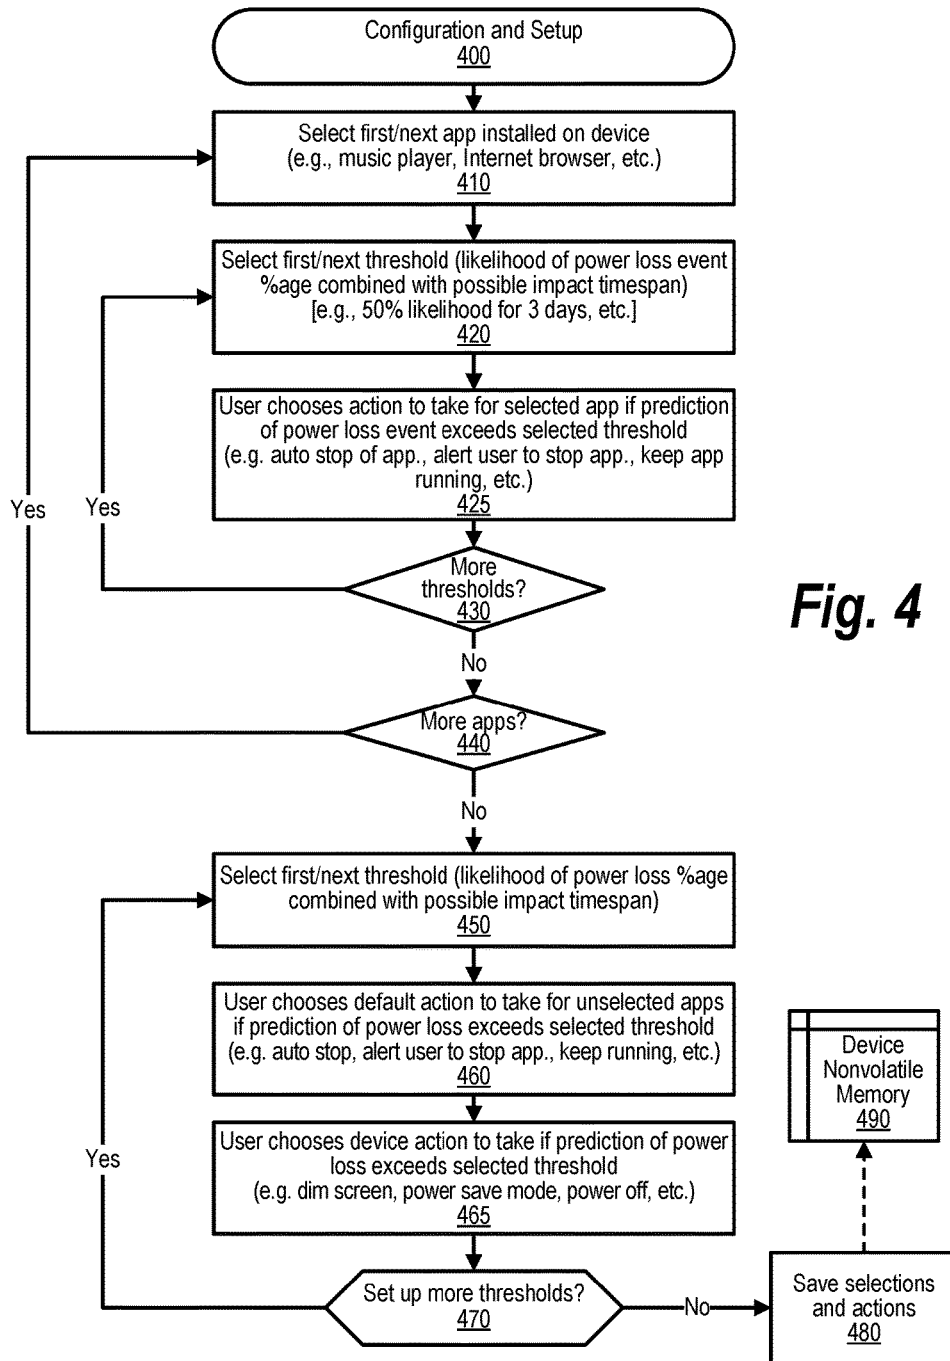 Configuration and Setup
400
Select first/next app installed on device
(e.g., music player, Internet browser, etc.)
410
Select first/next threshold (likelihood of power loss event
%age combined with possible impact timespan)
[e.g., 50% likelihood for 3 days, etc.]
420
User chooses action to take for selected app if prediction
of power loss event exceeds selected threshold
(e.g. auto stop of app., alert user to stop app., keep app
running, etc.)
425
Yes
Yes
More
thresholds?
430
Fig. 4
No
More apps?
440
No
Select first/next threshold (likelihood of power loss %age
combined with possible impact timespan)
450
User chooses default action to take for unselected apps
if prediction of power loss exceeds selected threshold
(e.g. auto stop, alert user to stop app., keep running, etc.)
460
Device
Nonvolatile
Memory
490
User chooses device action to take if prediction of power
loss exceeds selected threshold
(e.g. dim screen, power save mode, power off, etc.)
465
Yes
Set up more thresholds?
470
No
Save selections
and actions
480